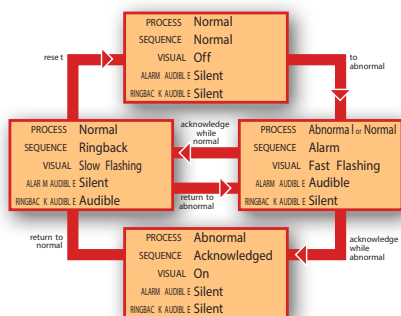 PROCESS Normal
SEQUENCE Normal
VISUAL Off
ALARM AUDIBLE Silent
RINGBACK AUDIBLE Silent
reset
to
abnormal
PROCESS Normal
SEQUENCE Ringback
VISUAL Slow Flashing
ALARM AUDIBLE Silent
RINGBACK AUDIBLE Audible
acknowledge
while
normal
return to
abnormal
PROCESS Abnormal or Normal
SEQUENCE Alarm
VISUAL Fast Flashing
ALARM AUDIBLE Audible
RINGBACK AUDIBLE Silent
return to
normal
acknowledge
while
abnormal
PROCESS Abnormal
SEQUENCE Acknowledged
VISUAL On
ALARM AUDIBLE Silent
RINGBACK AUDIBLE Silent